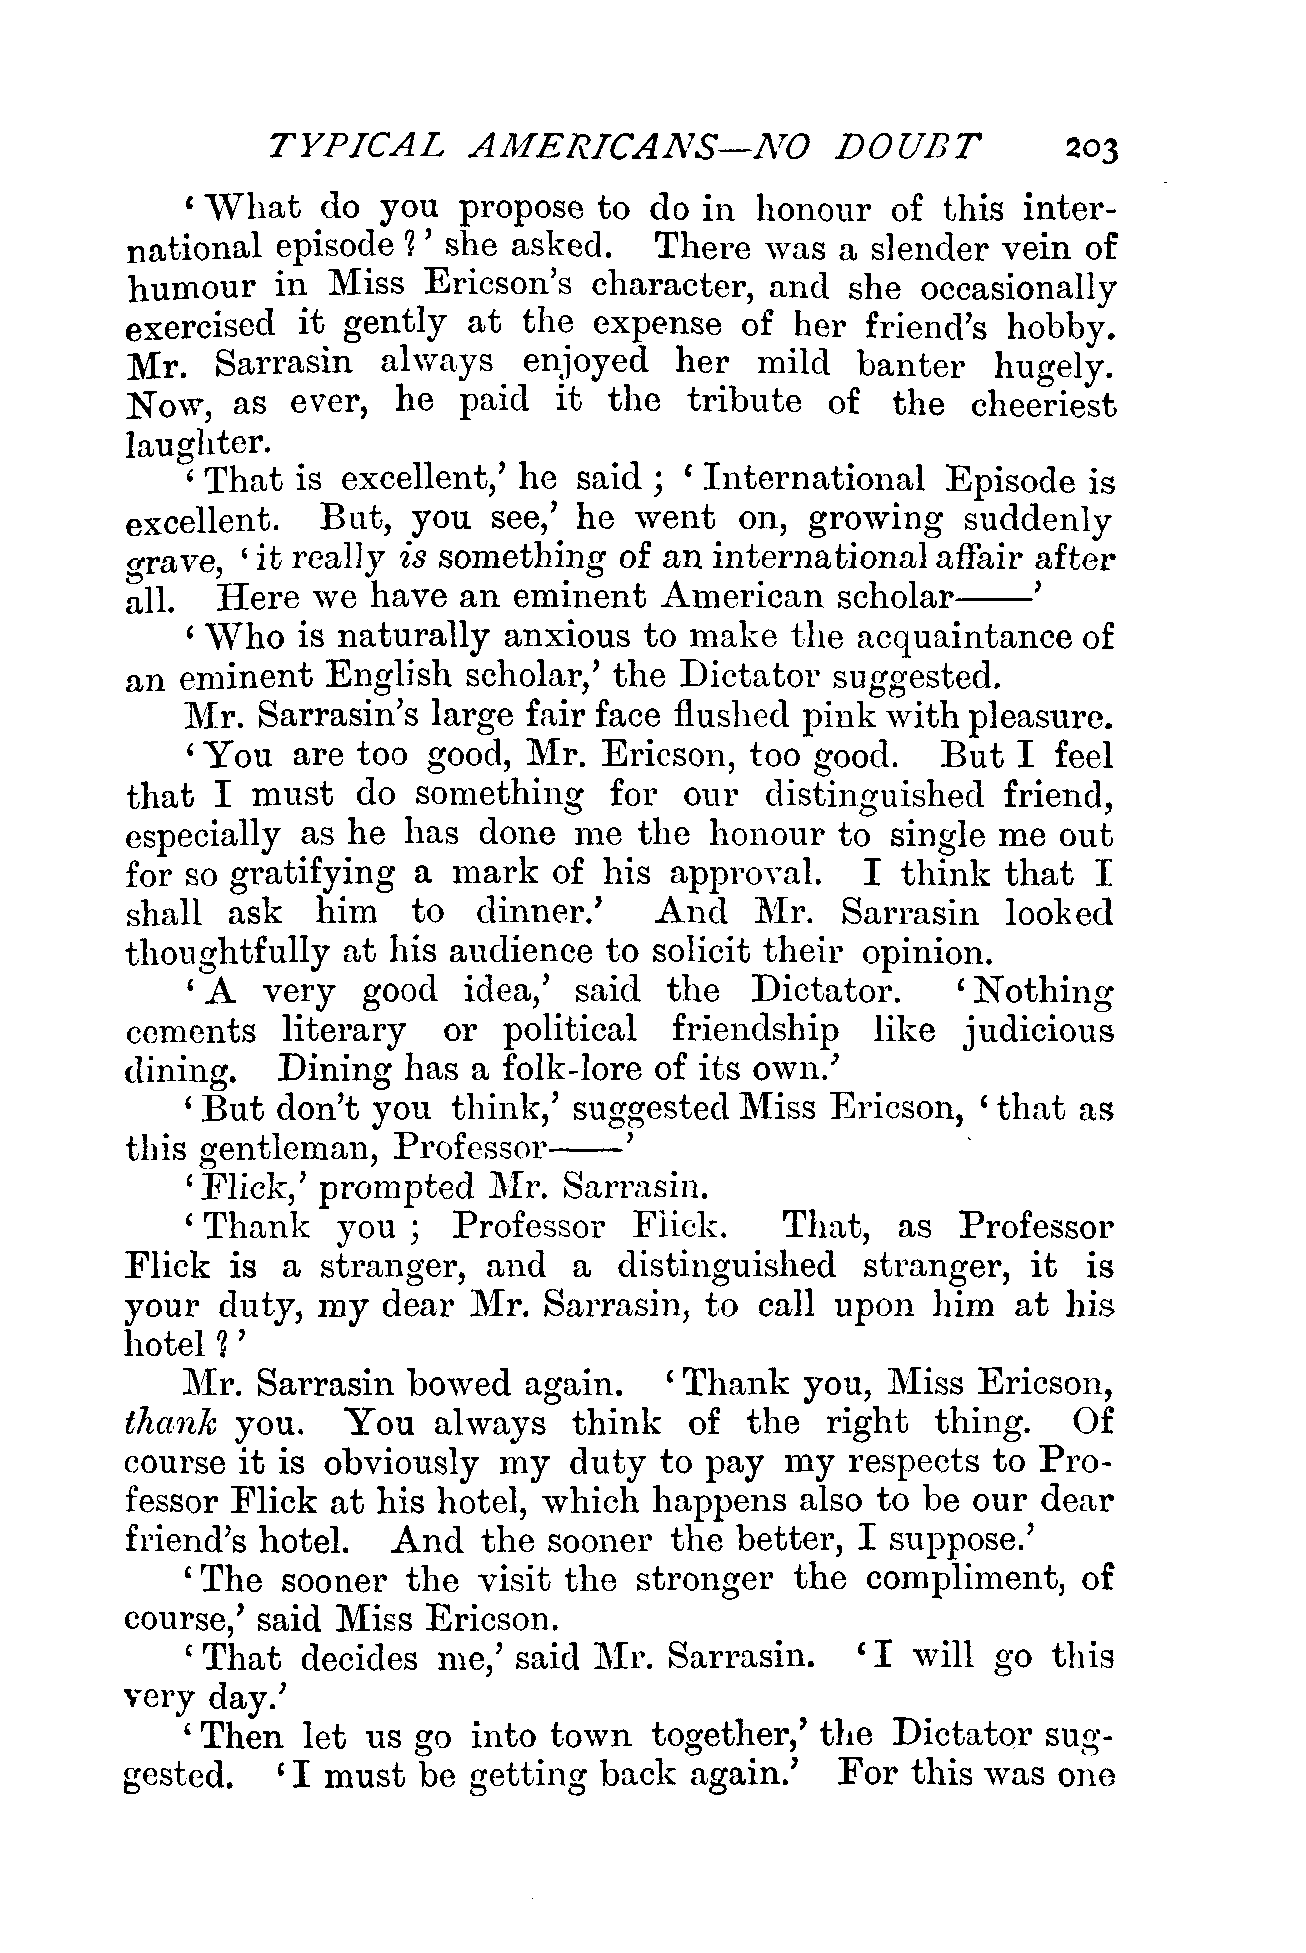 TYPICAL AMERICANS—NO DOUBT 203
‘What do you propose to do in honour of this inter-
national episode?’ she asked. There was a slender vein of
humour in Miss Ericson’s character, and she occasionally
exercised it gently at the expense of her friend’s hobby.
Mr. Sarrasin always enjoyed her mild banter hugely.
Now, as ever, he paid it the tribute of the cheeriest
laughter.
‘That is excellent,’ he said; ‘International Episode is
excellent. But, you see,’ he went on, growing suddenly
grave, ‘it really is something of an international affair after
all. Here we have an eminent American scholar——’
‘Who is naturally anxious to make the acquaintance of
an eminent English scholar,’ the Dictator suggested.
Mr. Sarrasin’s large fair face flushed pink with pleasure.
‘You are too good, Mr. Ericson, too good. But I feel
that I must do something for our distinguished friend,
especially as he has done me the honour to single me out
for so gratifying a mark of his approval. I think that I
shall ask him to dinner.’ And Mr. Sarrasin looked
thoughtfully at his audience to solicit their opinion.
‘A very good idea,’ said the Dictator. ‘Nothing
cements literary or political friendship like judicious
dining. Dining has a folk-lore of its own.’
‘But don’t you think,’ suggested Miss Ericson, ‘that as
this gentleman, Professor——’
‘Flick,’ prompted Mr. Sarrasin.
‘Thank you; Professor Flick. That, as Professor
Flick is a stranger, and a distinguished stranger, it is
your duty, my dear Mr. Sarrasin, to call upon him at his
hotel?’
Mr. Sarrasin bowed again. ‘Thank you, Miss Ericson,
thank you. You always think of the right thing. Of
course it is obviously my duty to pay my respects to Pro-
fessor Flick at his hotel, which happens also to be our dear
friend’s hotel. And the sooner the better, I suppose.’
‘The sooner the visit the stronger the compliment, of
course,’ said Miss Ericson.
‘That decides me,’ said Mr. Sarrasin. ‘I will go this
very day.’
‘Then let us go into town together,’ the Dictator sug-
gested. ‘I must be getting back again.’ For this was one